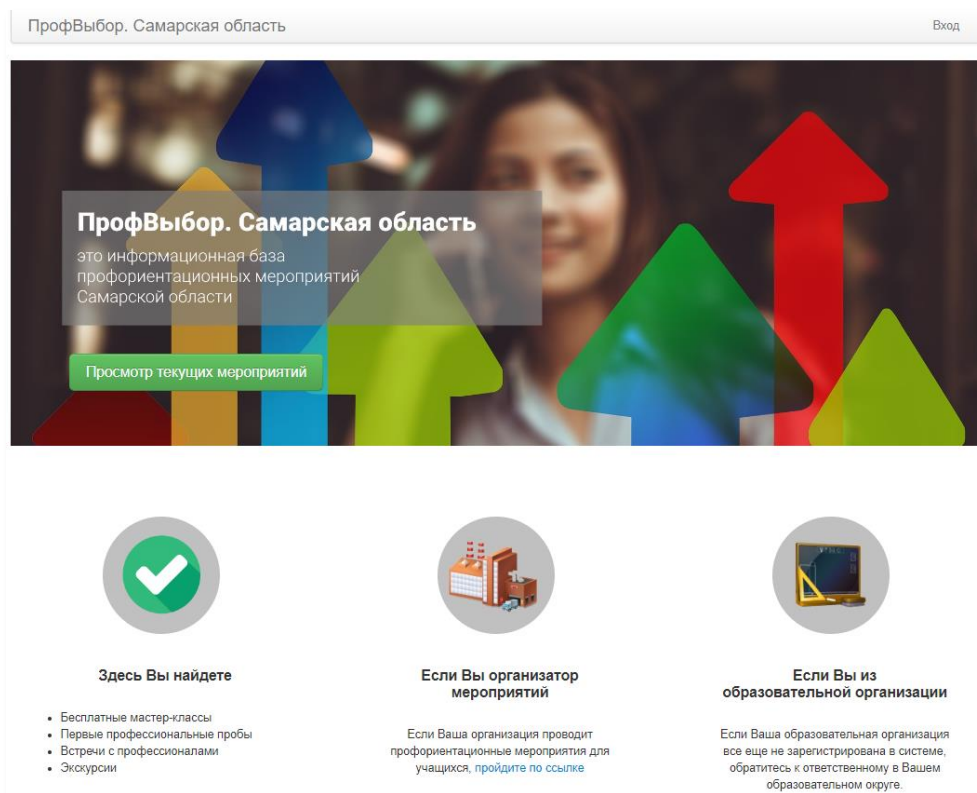 ПрофВыбор. Самарская область
Вход
ПрофВыбор. Самарская область
это информационная база
профориентационных мероприятий
Самарской области
Просмотр текущих мероприятий
Здесь Вы найдете
Бесплатные мастер-классы
Первые профессиональные пробы
Встречи с профессионалами
Экскурсии
Если Вы организатор
мероприятий
Если Ваша организация проводит
профориентационные мероприятия для
учащихся, пройдите по ссылке
Если Вы из
образовательной организации
Если Ваша образовательная организация
все еще не зарегистрирована в системе,
обратитесь к ответственному в Вашем
образовательном округе.